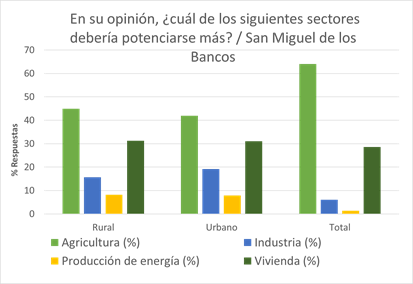 En su opinión, ¿cuál de los siguientes sectores
debería potenciarse más? / San Miguel de los
Bancos
% Respuestas
70
60
50
40
30
20
10
0
Rural Urbano Total
Agricultura (%) Industria (%)
Producción de energía (%) Vivienda (%)